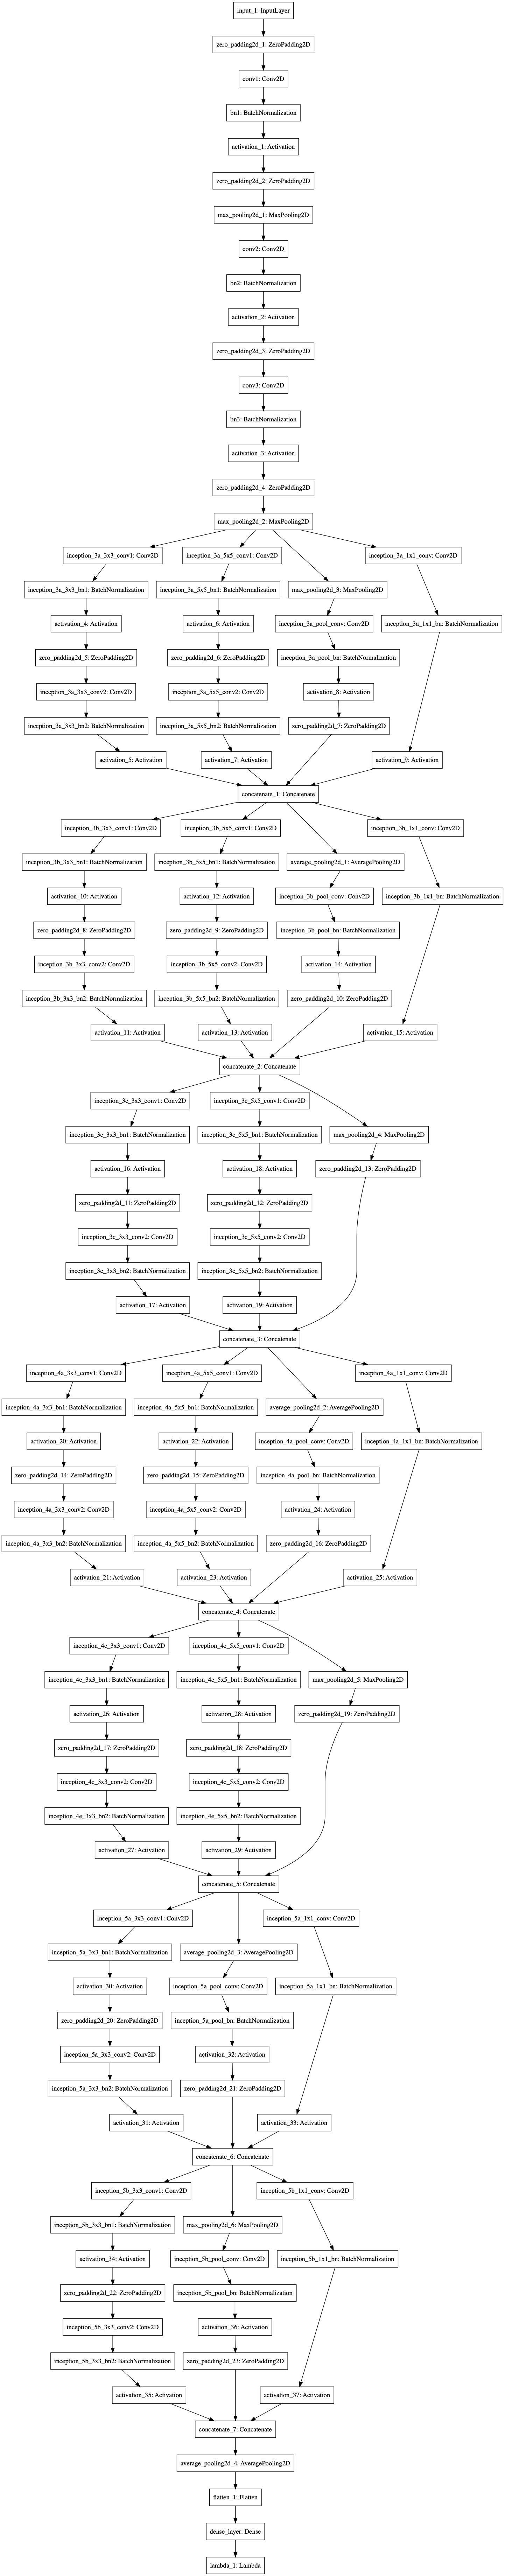 input_1: InputLayer
zero_padding2d_1: ZeroPadding2D
conv1: Conv2D
bn1: BatchNormalization
activation_1: Activation
zero_padding2d_2: ZeroPadding2D
max_pooling2d_1: MaxPooling2D
conv2: Conv2D
bn2: BatchNormalization
activation_2: Activation
zero_padding2d_3: ZeroPadding2D
conv3: Conv2D
bn3: BatchNormalization
activation_3: Activation
zero_padding2d_4: ZeroPadding2D
max_pooling2d_2: MaxPooling2D
inception_3a_3x3_conv1: Conv2D
inception_3a_5x5_conv1: Conv2D
inception_3a_1x1_conv: Conv2D
inception_3a_3x3_bn1: BatchNormalization
inception_3a_5x5_bn1: BatchNormalization
max_pooling2d_3: MaxPooling2D
activation_4: Activation
activation_6: Activation
inception_3a_pool_conv: Conv2D
inception_3a_1x1_bn: BatchNormalization
zero_padding2d_5: ZeroPadding2D
zero_padding2d_6: ZeroPadding2D
inception_3a_pool_bn: BatchNormalization
inception_3a_3x3_conv2: Conv2D
inception_3a_5x5_conv2: Conv2D
activation_8: Activation
inception_3a_3x3_bn2: BatchNormalization
inception_3a_5x5_bn2: BatchNormalization
zero_padding2d_7: ZeroPadding2D
activation_5: Activation
activation_7: Activation
activation_9: Activation
concatenate_1: Concatenate
inception_3b_3x3_conv1: Conv2D
inception_3b_5x5_conv1: Conv2D
inception_3b_1x1_conv: Conv2D
inception_3b_3x3_bn1: BatchNormalization
inception_3b_5x5_bn1: BatchNormalization
average_pooling2d_1: AveragePooling2D
activation_10: Activation
activation_12: Activation
inception_3b_pool_conv: Conv2D
inception_3b_1x1_bn: BatchNormalization
zero_padding2d_8: ZeroPadding2D
zero_padding2d_9: ZeroPadding2D
inception_3b_pool_bn: BatchNormalization
inception_3b_3x3_conv2: Conv2D
inception_3b_5x5_conv2: Conv2D
activation_14: Activation
inception_3b_3x3_bn2: BatchNormalization
inception_3b_5x5_bn2: BatchNormalization
zero_padding2d_10: ZeroPadding2D
activation_11: Activation
activation_13: Activation
activation_15: Activation
concatenate_2: Concatenate
inception_3c_3x3_conv1: Conv2D
inception_3c_5x5_conv1: Conv2D
inception_3c_3x3_bn1: BatchNormalization
inception_3c_5x5_bn1: BatchNormalization
max_pooling2d_4: MaxPooling2D
activation_16: Activation
activation_18: Activation
zero_padding2d_13: ZeroPadding2D
zero_padding2d_11: ZeroPadding2D
zero_padding2d_12: ZeroPadding2D
inception_3c_3x3_conv2: Conv2D
inception_3c_5x5_conv2: Conv2D
inception_3c_3x3_bn2: BatchNormalization
inception_3c_5x5_bn2: BatchNormalization
activation_17: Activation
activation_19: Activation
concatenate_3: Concatenate
inception_4a_3x3_conv1: Conv2D
inception_4a_5x5_conv1: Conv2D
inception_4a_1x1_conv: Conv2D
inception_4a_3x3_bn1: BatchNormalization
inception_4a_5x5_bn1: BatchNormalization
average_pooling2d_2: AveragePooling2D
activation_20: Activation
activation_22: Activation
inception_4a_pool_conv: Conv2D
inception_4a_1x1_bn: BatchNormalization
zero_padding2d_14: ZeroPadding2D
zero_padding2d_15: ZeroPadding2D
inception_4a_pool_bn: BatchNormalization
inception_4a_3x3_conv2: Conv2D
inception_4a_5x5_conv2: Conv2D
activation_24: Activation
inception_4a_3x3_bn2: BatchNormalization
inception_4a_5x5_bn2: BatchNormalization
zero_padding2d_16: ZeroPadding2D
activation_21: Activation
activation_23: Activation
activation_25: Activation
concatenate_4: Concatenate
inception_4e_3x3_conv1: Conv2D
inception_4e_5x5_conv1: Conv2D
inception_4e_3x3_bn1: BatchNormalization
inception_4e_5x5_bn1: BatchNormalization
max_pooling2d_5: MaxPooling2D
activation_26: Activation
activation_28: Activation
zero_padding2d_19: ZeroPadding2D
zero_padding2d_17: ZeroPadding2D
zero_padding2d_18: ZeroPadding2D
inception_4e_3x3_conv2: Conv2D
inception_4e_5x5_conv2: Conv2D
inception_4e_3x3_bn2: BatchNormalization
inception_4e_5x5_bn2: BatchNormalization
activation_27: Activation
activation_29: Activation
concatenate_5: Concatenate
inception_5a_3x3_conv1: Conv2D
inception_5a_1x1_conv: Conv2D
inception_5a_3x3_bn1: BatchNormalization
average_pooling2d_3: AveragePooling2D
activation_30: Activation
inception_5a_pool_conv: Conv2D
inception_5a_1x1_bn: BatchNormalization
zero_padding2d_20: ZeroPadding2D
inception_5a_pool_bn: BatchNormalization
inception_5a_3x3_conv2: Conv2D
activation_32: Activation
inception_5a_3x3_bn2: BatchNormalization
zero_padding2d_21: ZeroPadding2D
activation_31: Activation
activation_33: Activation
concatenate_6: Concatenate
inception_5b_3x3_conv1: Conv2D
inception_5b_1x1_conv: Conv2D
inception_5b_3x3_bn1: BatchNormalization
max_pooling2d_6: MaxPooling2D
activation_34: Activation
inception_5b_pool_conv: Conv2D
inception_5b_1x1_bn: BatchNormalization
zero_padding2d_22: ZeroPadding2D
inception_5b_pool_bn: BatchNormalization
inception_5b_3x3_conv2: Conv2D
activation_36: Activation
inception_5b_3x3_bn2: BatchNormalization
zero_padding2d_23: ZeroPadding2D
activation_35: Activation
activation_37: Activation
concatenate_7: Concatenate
average_pooling2d_4: AveragePooling2D
flatten_1: Flatten
dense_layer: Dense
lambda_1: Lambda